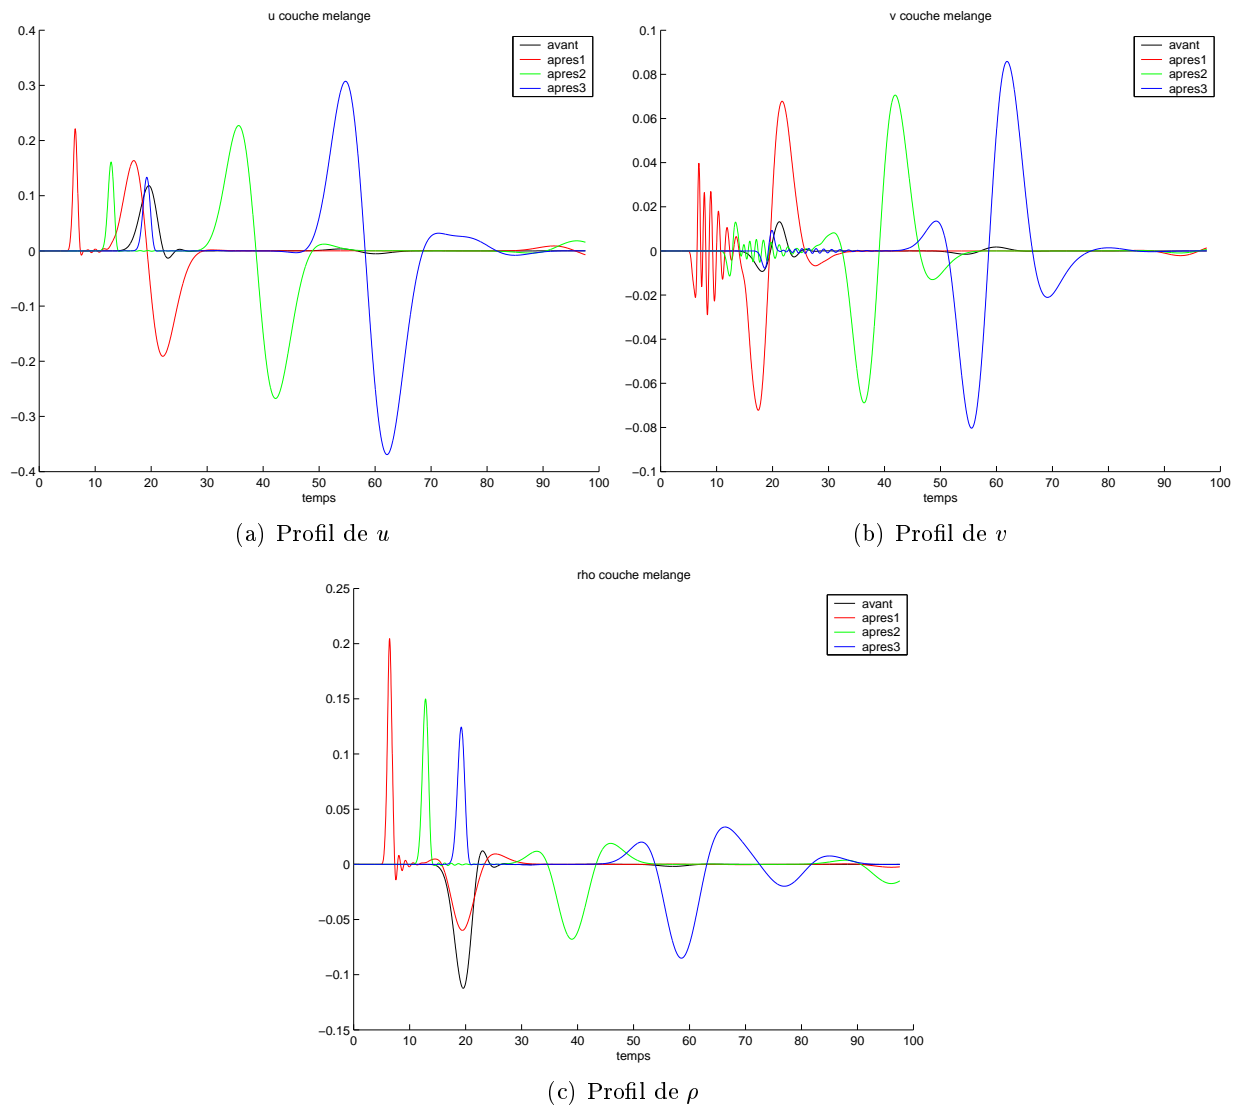 u couche melange
avant
apres1
apres2
apres3
0.4
0.3
0.2
0.1
0
−0.1
−0.2
−0.3
−0.4
0 10 20 30 40 50 60 70 80 90 100
temps
(a) Profil de u
v couche melange
avant
apres1
apres2
apres3
0.1
0.08
0.06
0.04
0.02
0
−0.02
−0.04
−0.06
−0.08
−0.1
0 10 20 30 40 50 60 70 80 90 100
temps
(b) Profil de v
rho couche melange
avant
apres1
apres2
apres3
0.25
0.2
0.15
0.1
0.05
0
−0.05
−0.1
−0.15
0 10 20 30 40 50 60 70 80 90 100
temps
(c) Profil de ρ